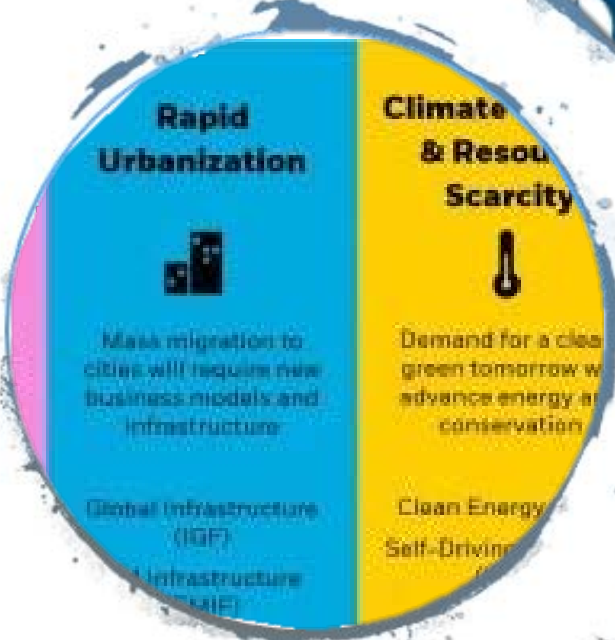 Rapid
Urbanization
Mass migration to
cities will require new
business models and
infrastructure
Global Infrastructure
(IGF)
Infrastructure
Climate
& Resou
Scarcity
Demand for a clea
green tomorrow w
advance energy a
conservation
Clean Energy
Self-Driving